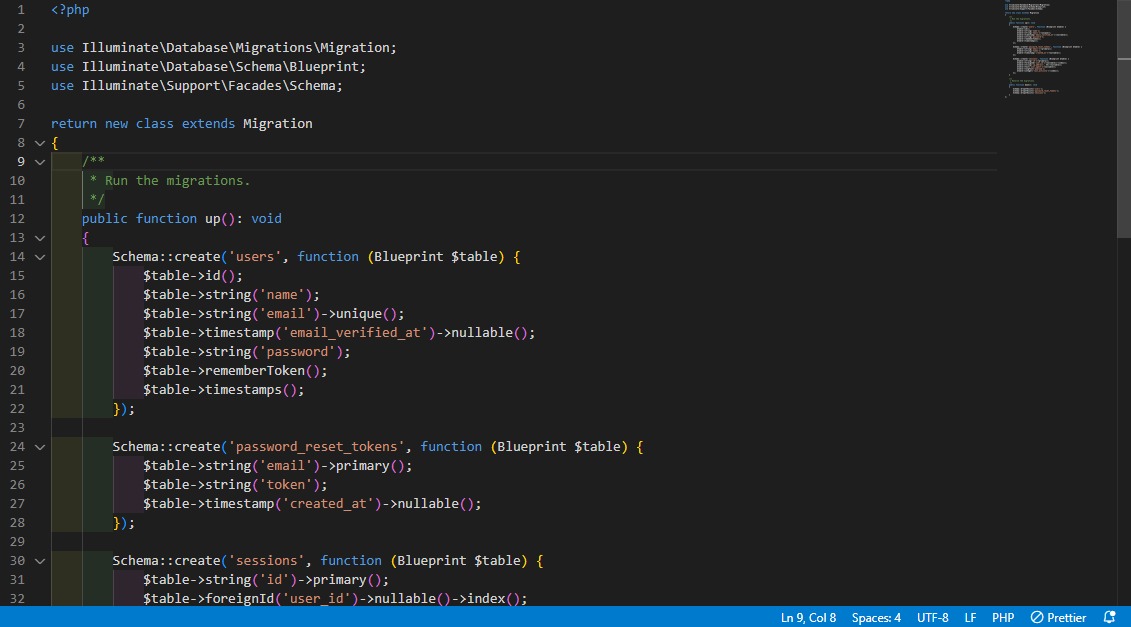 1 <?php
2
3 use Illuminate\Database\Migrations\Migration;
4 use Illuminate\Database\Schema\Blueprint;
5 use Illuminate\Support\Facades\Schema;
6
7 return new class extends Migration
8 {
9     /**
10      * Run the migrations.
11      */
12     public function up(): void
13     {
14         Schema::create('users', function (Blueprint $table) {
15             $table->id();
16             $table->string('name');
17             $table->string('email')->unique();
18             $table->timestamp('email_verified_at')->nullable();
19             $table->string('password');
20             $table->rememberToken();
21             $table->timestamps();
22         });
23
24         Schema::create('password_reset_tokens', function (Blueprint $table) {
25             $table->string('email')->primary();
26             $table->string('token');
27             $table->timestamp('created_at')->nullable();
28         });
29
30         Schema::create('sessions', function (Blueprint $table) {
31             $table->string('id')->primary();
32             $table->foreignId('user_id')->nullable()->index();
Ln 9, Col 8 Spaces: 4 UTF-8 LF PHP Prettier